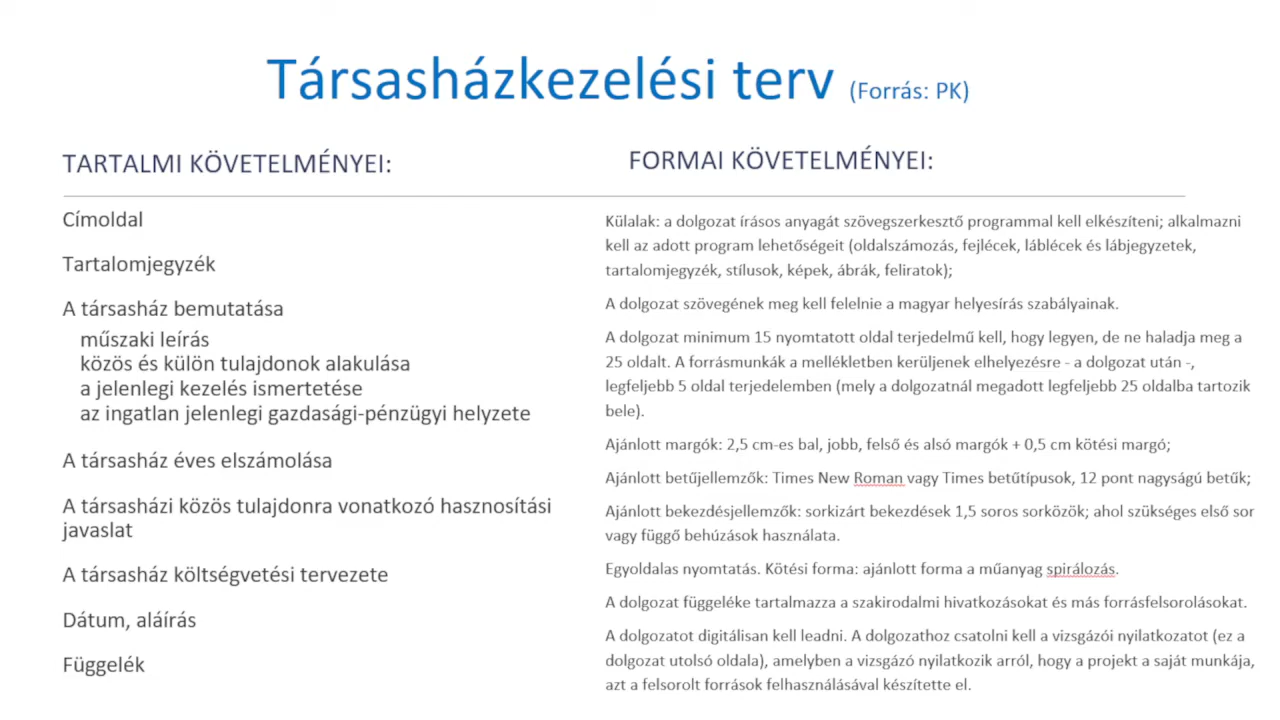 Társasházkezelési terv (Forrás: PK)
TARTALMI KÖVETELMÉNYEI:
Címoldal
Tartalomjegyzék
A társasház bemutatása
műszaki leírás
közös és külön tulajdonok alakulása
a jelenlegi kezelés ismertetése
az ingatlan jelenlegi gazdasági-pénzügyi helyzete
A társasház éves elszámolása
A társasházi közös tulajdonra vonatkozó hasznosítási
javaslat
A társasház költségvetési tervezete
Dátum, aláírás
Függelék
FORMAI KÖVETELMÉNYEI:
Külalak: a dolgozat írásos anyagát szövegszerkesztő programmal kell elkészíteni; alkalmazni
kell az adott program lehetőségeit (oldalszámozás, fejlécek, láblécek és lábjegyzetek,
tartalomjegyzék, stílusok, képek, ábrák, feliratok);
A dolgozat szövegének meg kell felelnie a magyar helyesírás szabályainak.
A dolgozat minimum 15 nyomtatott oldal terjedelmű kell, hogy legyen, de ne haladja meg a
25 oldalt. A forrásmunkák a mellékletben kerüljenek elhelyezésre - a dolgozat után -,
legfeljebb 5 oldal terjedelemben (mely a dolgozatnál megadott legfeljebb 25 oldalba tartozik
bele).
Ajánlott margók: 2,5 cm-es bal, jobb, felső és alsó margók + 0,5 cm kötési margó;
Ajánlott betűjellemzők: Times New Roman vagy Times betűtípusok, 12 pont nagyságú betűk;
Ajánlott bekezdésjellemzők: sorkizárt bekezdések 1,5 soros sorközök; ahol szükséges első sor
vagy függő behúzások használata.
Egyoldalas nyomtatás. Kötési forma: ajánlott forma a műanyag spirálozás.
A dolgozat függeléke tartalmazza a szakirodalmi hivatkozásokat és más forrásfelsorolásokat.
A dolgozatot digitálisan kell leadni. A dolgozathoz csatolni kell a vizsgázói nyilatkozatot (ez a
dolgozat utolsó oldala), amelyben a vizsgázó nyilatkozik arról, hogy a projekt a saját munkája,
azt a felsorolt források felhasználásával készítette el.